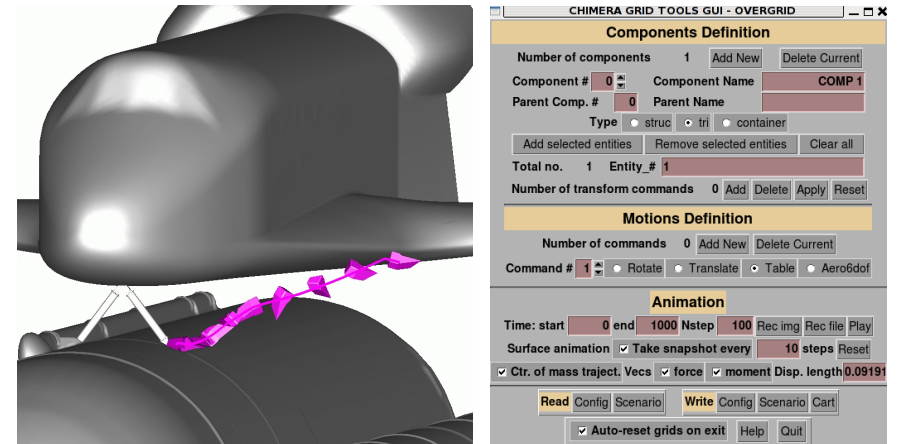 CHIMERA GRID TOOLS GUI - OVERGRID
Components Definition
Number of components 1 Add New Delete Current
Component # 0 Component Name COMP 1
Parent Comp. # 0 Parent Name
Type struc tri container
Add selected entities Remove selected entities Clear all
Total no. 1 Entity_# 1
Number of transform commands 0 Add Delete Apply Reset
Motions Definition
Number of commands 0 Add New Delete Current
Command # 1 Rotate Translate Table Aero6dof
Animation
Time: start 0 end 1000 Nstep 100 Rec img Rec file Play
Surface animation Take snapshot every 10 steps Reset
Ctr. of mass traject. Vecs force moment Disp. length 0.09191
Read Config Scenario Write Config Scenario Cart
Auto-reset grids on exit Help Quit